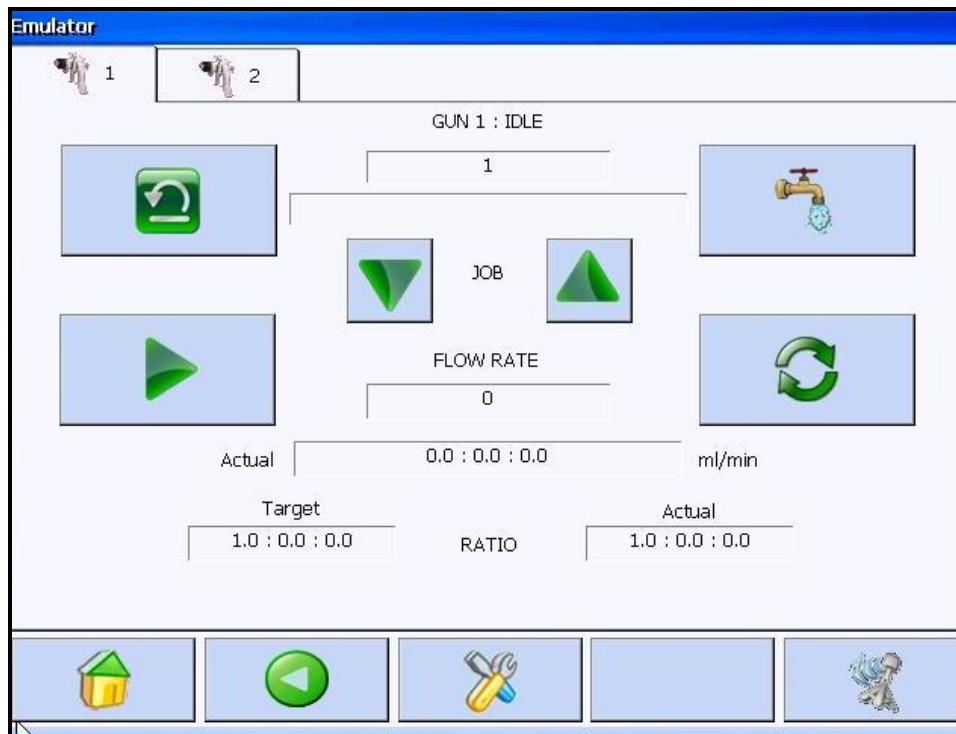 Emulator
1
2
GUN 1 : IDLE
1
JOB
FLOW RATE
0
Actual 0.0 : 0.0 : 0.0 ml/min
Target Actual
1.0 : 0.0 : 0.0 RATIO 1.0 : 0.0 : 0.0